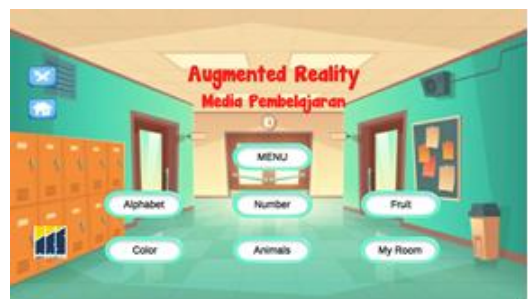 Augmented Reality
Media Pembelajaran
MENU
Alphabet Number Fruit
Color Animals My Room